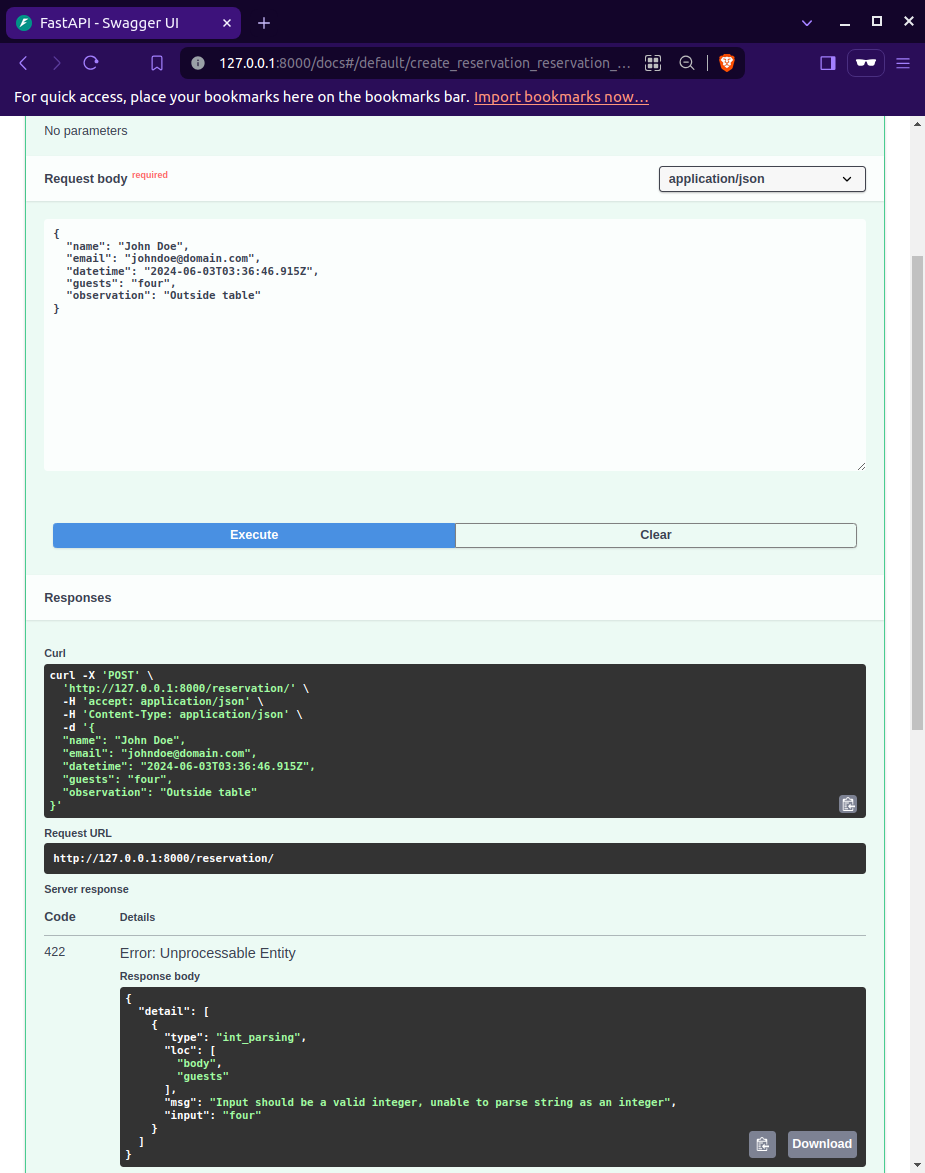 FastAPI - Swagger UI
127.0.0.1:8000/docs#/default/create_reservation_reservation_...
For quick access, place your bookmarks here on the bookmarks bar. Import bookmarks now...
No parameters
Request body required
application/json
{
  "name": "John Doe",
  "email": "johndoe@domain.com",
  "datetime": "2024-06-03T03:36:46.915Z",
  "guests": "four",
  "observation": "Outside table"
}
Execute
Clear
Responses
Curl
curl -X 'POST' \
  'http://127.0.0.1:8000/reservation/' \
  -H 'accept: application/json' \
  -H 'Content-Type: application/json' \
  -d '{
  "name": "John Doe",
  "email": "johndoe@domain.com",
  "datetime": "2024-06-03T03:36:46.915Z",
  "guests": "four",
  "observation": "Outside table"
}'
Request URL
http://127.0.0.1:8000/reservation/
Server response
Code Details
422
Error: Unprocessable Entity
Response body
{
  "detail": [
    {
      "type": "int_parsing",
      "loc": [
        "body",
        "guests"
      ],
      "msg": "Input should be a valid integer, unable to parse string as an integer",
      "input": "four"
    }
  ]
}
Download